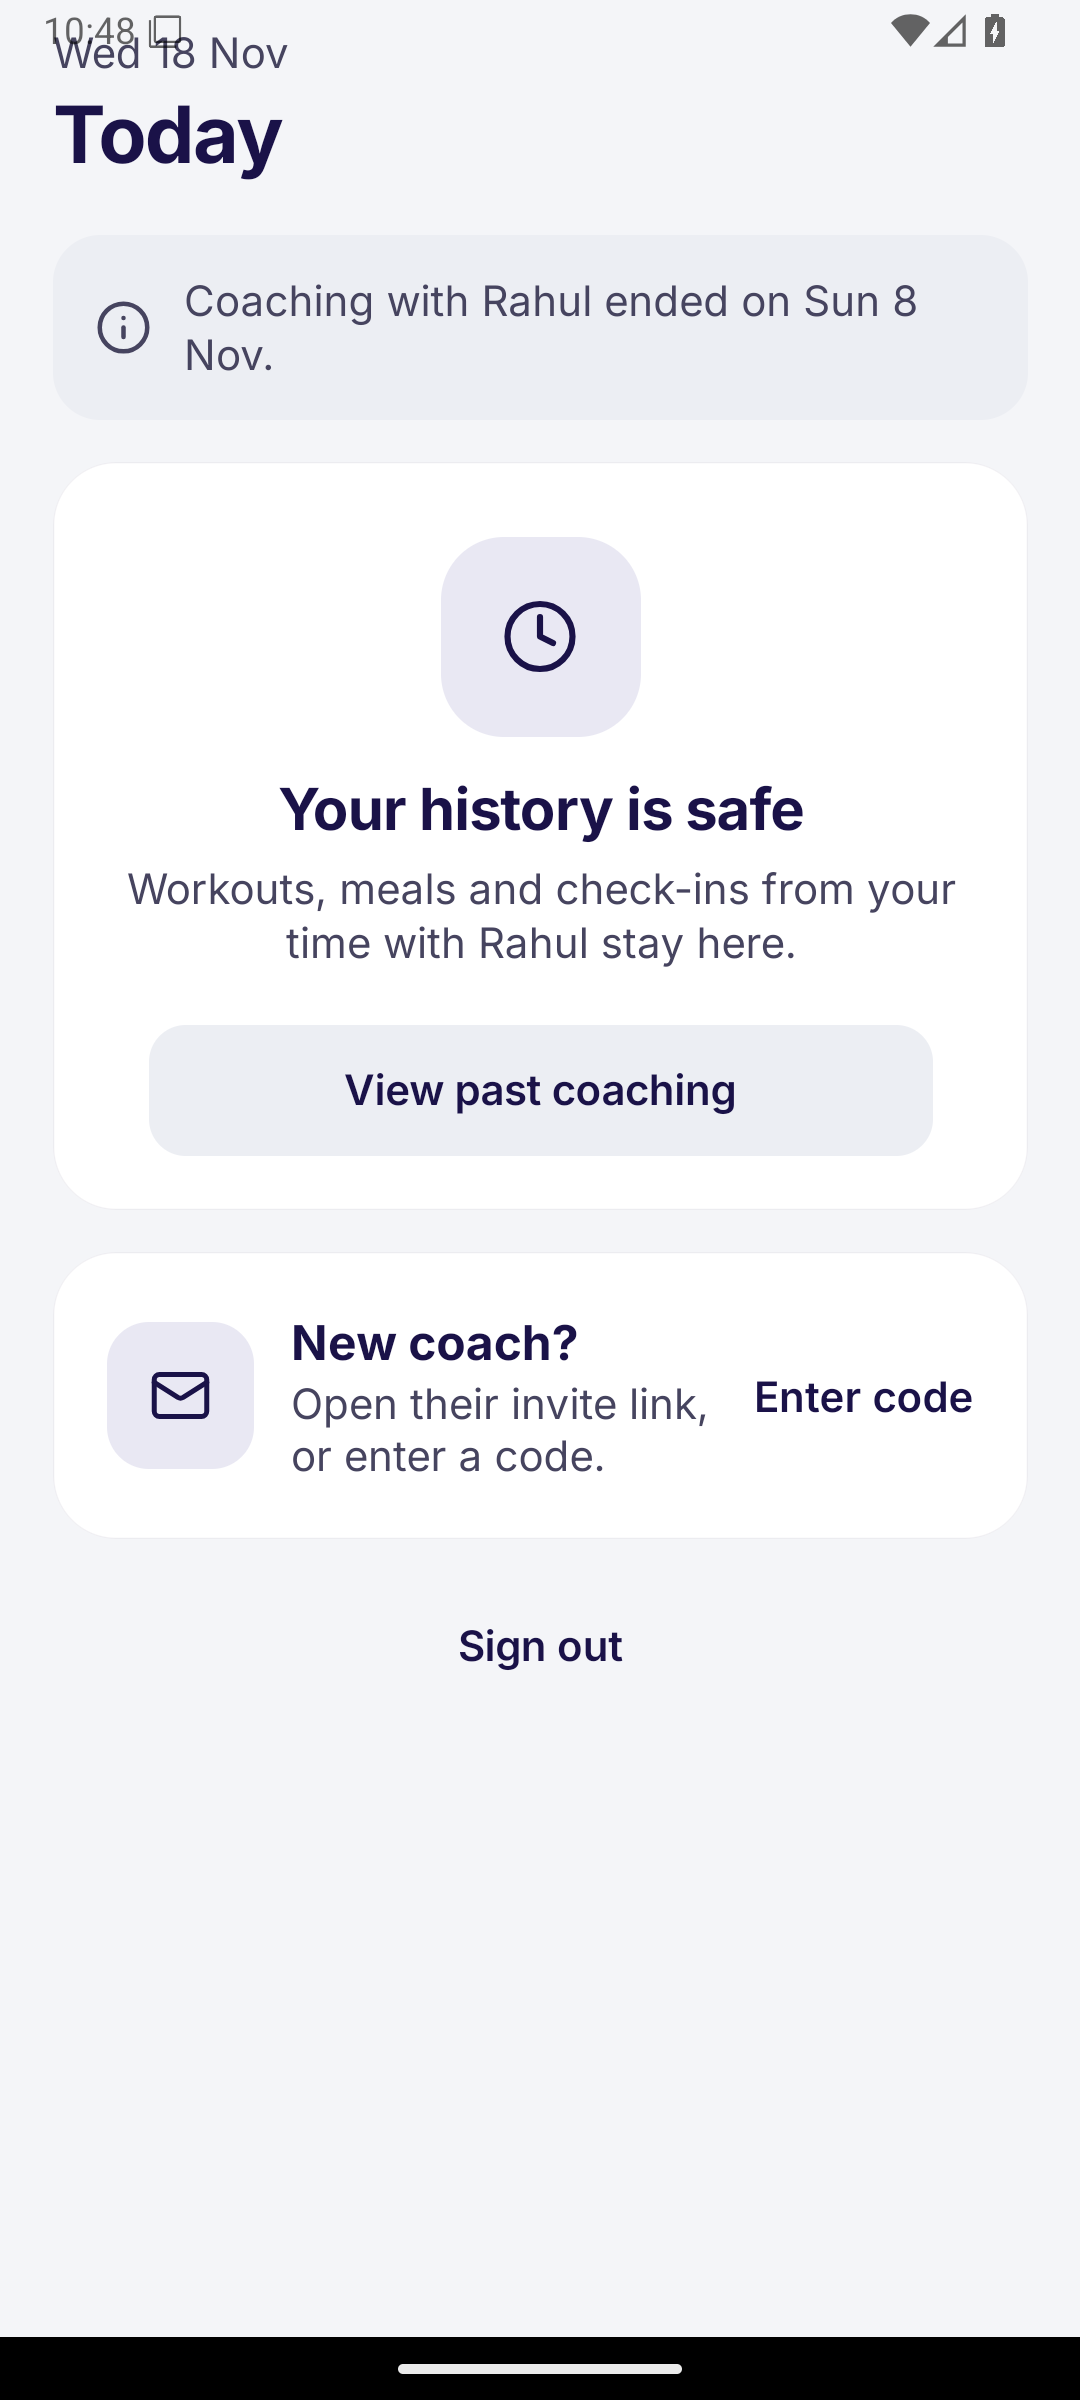 10:48
Wed 18 Nov
Today
Coaching with Rahul ended on Sun 8
Nov.
Your history is safe
Workouts, meals and check-ins from your
time with Rahul stay here.
View past coaching
New coach?
Open their invite link,
or enter a code.
Enter code
Sign out